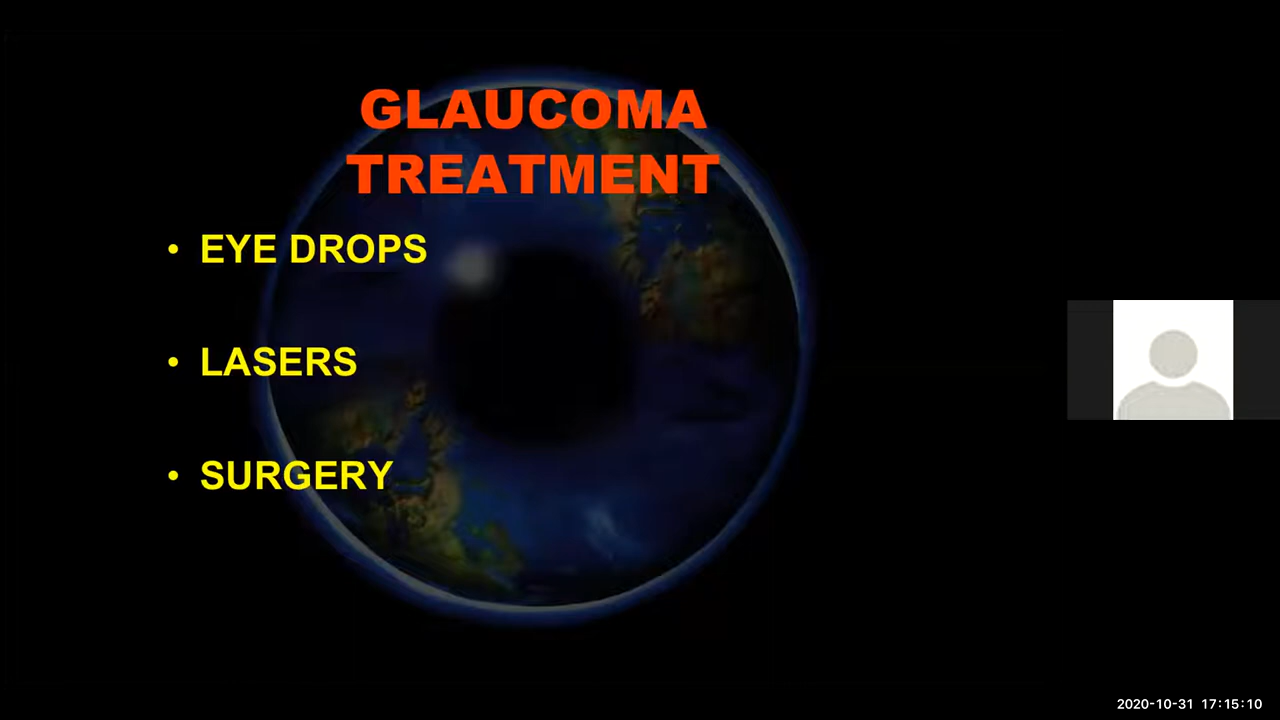 GLAUCOMA
TREATMENT
• EYE DROPS
• LASERS
• SURGERY
2020-10-31 17:15:10